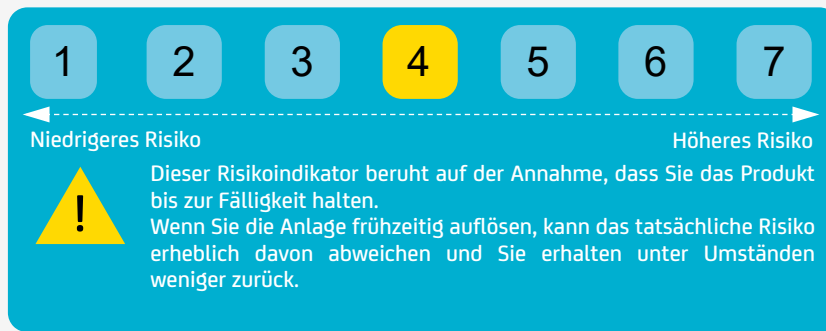 1 2 3 4 5 6 7
Niedrigeres Risiko Höheres Risiko
!
Dieser Risikoindikator beruht auf der Annahme, dass Sie das Produkt
bis zur Fälligkeit halten.
Wenn Sie die Anlage frühzeitig auflösen, kann das tatsächliche Risiko
erheblich davon abweichen und Sie erhalten unter Umständen
weniger zurück.